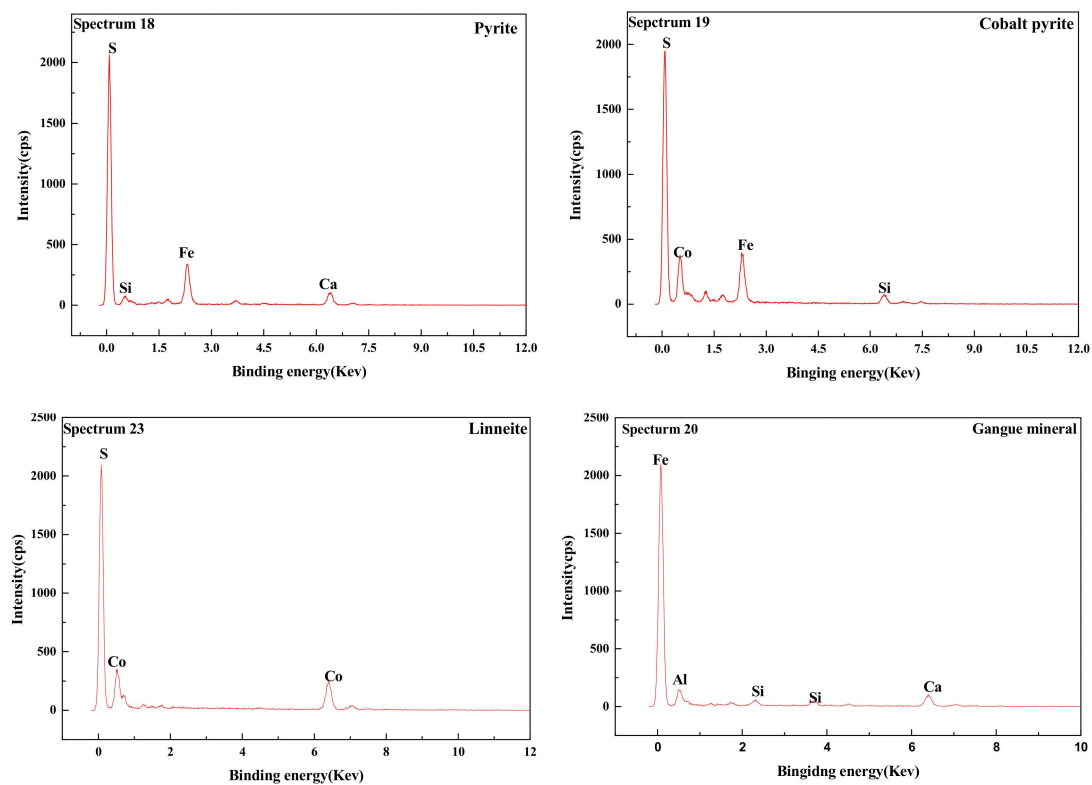 Spectrum 18
Pyrite
S
Si
Fe
Ca
2000
1500
1000
500
0
Intensity(cps)
0.0 1.5 3.0 4.5 6.0 7.5 9.0 10.5 12.0
Binding energy(Kev)
Sepctrum 19
Cobalt pyrite
S
Co
Fe
Si
2000
1500
1000
500
0
Intensity(cps)
0.0 1.5 3.0 4.5 6.0 7.5 9.0 10.5 12.0
Binging energy(Kev)
Spectrum 23
Linneite
S
Co
Co
2500
2000
1500
1000
500
0
Intensity(cps)
0 2 4 6 8 10 12
Binding energy(Kev)
Specturm 20
Gangue mineral
Fe
Al
Si
Si
Ca
2500
2000
1500
1000
500
0
Intensitycps)
0 2 4 6 8 10
Bingidng energy(Kev)